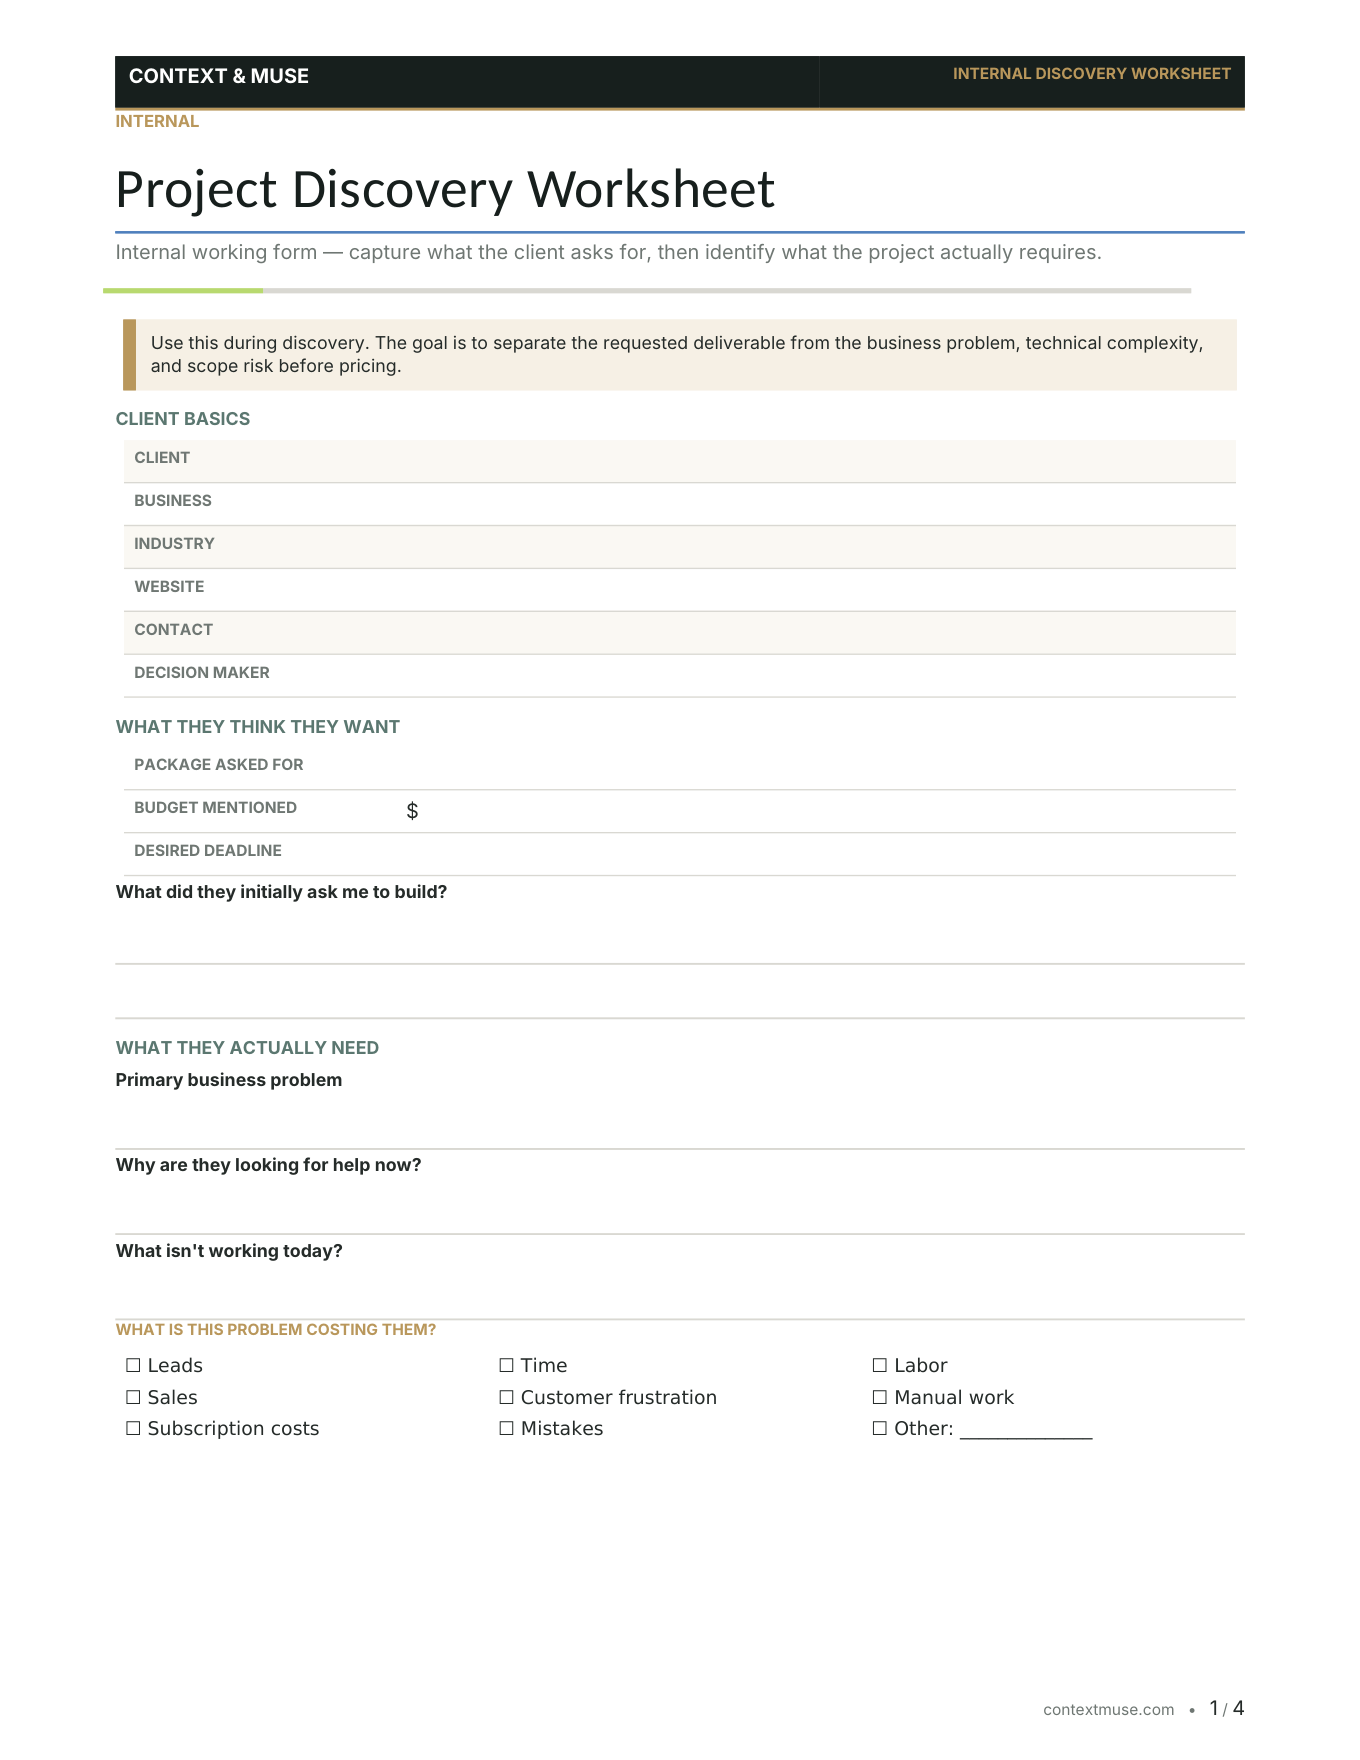 CONTEXT & MUSE
INTERNAL DISCOVERY WORKSHEET
INTERNAL
Project Discovery Worksheet
Internal working form — capture what the client asks for, then identify what the project actually requires.
Use this during discovery. The goal is to separate the requested deliverable from the business problem, technical complexity,
and scope risk before pricing.
CLIENT BASICS
CLIENT
BUSINESS
INDUSTRY
WEBSITE
CONTACT
DECISION MAKER
WHAT THEY THINK THEY WANT
PACKAGE ASKED FOR
BUDGET MENTIONED $
DESIRED DEADLINE
What did they initially ask me to build?
WHAT THEY ACTUALLY NEED
Primary business problem
Why are they looking for help now?
What isn't working today?
WHAT IS THIS PROBLEM COSTING THEM?
☐ Leads ☐ Time ☐ Labor
☐ Sales ☐ Customer frustration ☐ Manual work
☐ Subscription costs ☐ Mistakes ☐ Other: ______________
contextmuse.com • 1 / 4